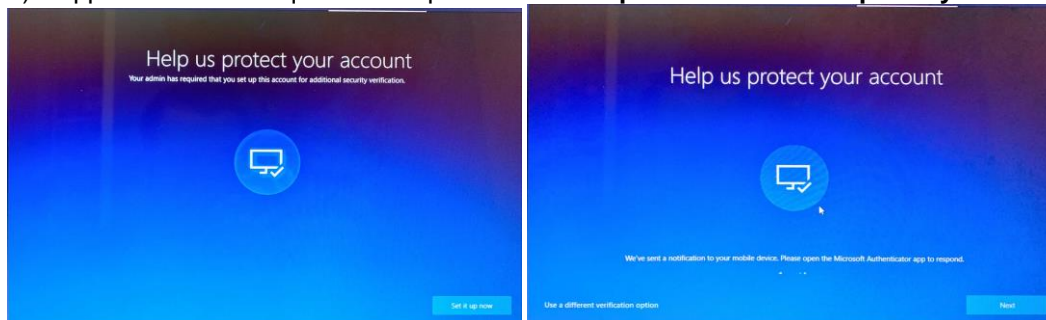 Help us protect your account
Your admin has required that you set up this account for additional security verification.
Set it up now
Help us protect your account
We've sent a notification to your mobile device. Please open the Microsoft Authenticator app to respond.
Use a different verification option
Next